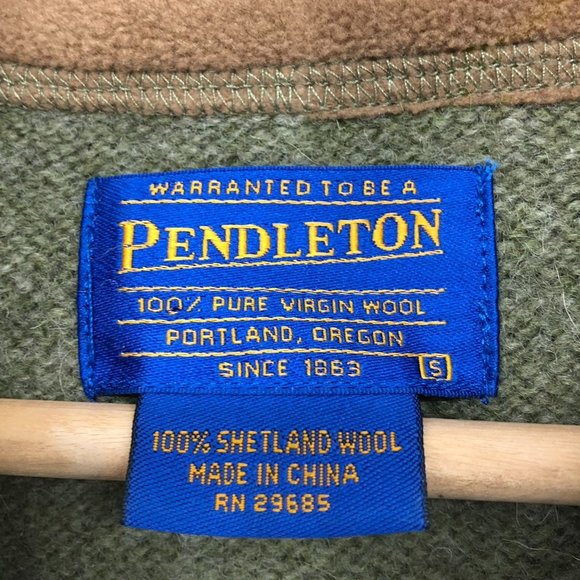 WARRANTED TO BE A
PENDLETON
100% PURE VIRGIN WOOL
PORTLAND, OREGON
SINCE 1863 S
100% SHETLAND WOOL
MADE IN CHINA
RN 29685